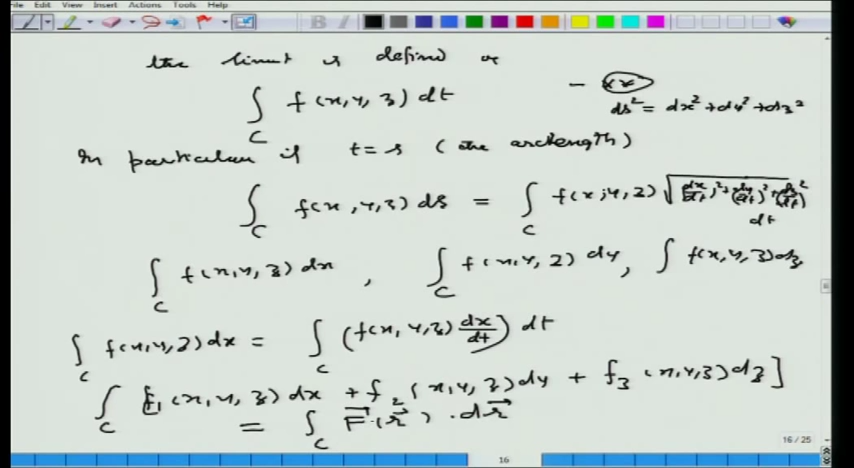 File Edit View Insert Actions Tools Help
the limit is defined as
∫_C f(x, y, z) dt — **
ds² = dx² + dy² + dz²
In particular if t = s (the arclength)
∫_C f(x, y, z) ds = ∫_C f(x, y, z) √((dx/dt)² + (dy/dt)² + (dz/dt)²) dt
∫_C f(x, y, z) dx , ∫_C f(x, y, z) dy, ∫ f(x, y, z) dz
∫_C f(x, y, z) dx = ∫_C (f(x, y, z) dx/dt) dt
∫_C [f₁(x, y, z) dx + f₂(x, y, z) dy + f₃(x, y, z) dz]
= ∫_C F⃗(r⃗) · dr⃗
16 / 25
16